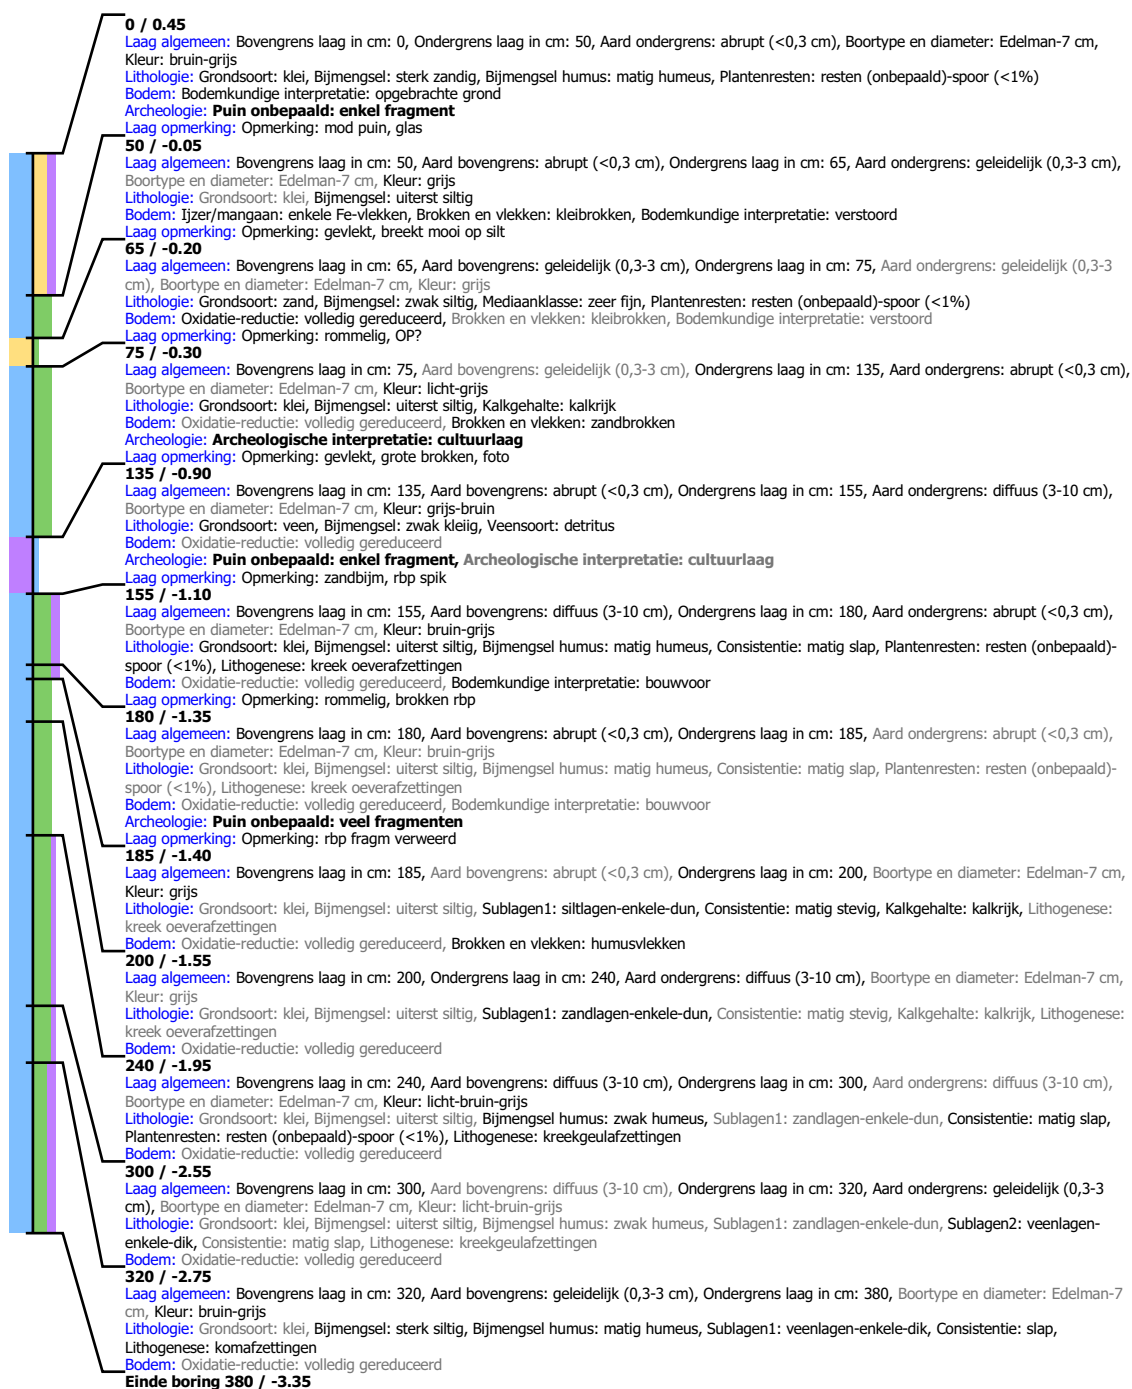 0 / 0.45
Laag algemeen: Bovengrens laag in cm: 0, Ondergrens laag in cm: 50, Aard ondergrens: abrupt (<0,3 cm), Boortype en diameter: Edelman-7 cm,
Kleur: bruin-grijs
Lithologie: Grondsoort: klei, Bijmengsel: sterk zandig, Bijmengsel humus: matig humeus, Plantenresten: resten (onbepaald)-spoor (<1%)
Bodem: Bodemkundige interpretatie: opgebrachte grond
Archeologie: Puin onbepaald: enkel fragment
Laag opmerking: Opmerking: mod puin, glas
50 / -0.05
Laag algemeen: Bovengrens laag in cm: 50, Aard bovengrens: abrupt (<0,3 cm), Ondergrens laag in cm: 65, Aard ondergrens: geleidelijk (0,3-3 cm),
Boortype en diameter: Edelman-7 cm, Kleur: grijs
Lithologie: Grondsoort: klei, Bijmengsel: uiterst siltig
Bodem: Ijzer/mangaan: enkele Fe-vlekken, Brokken en vlekken: kleibrokken, Bodemkundige interpretatie: verstoord
Laag opmerking: Opmerking: gevlekt, breekt mooi op silt
65 / -0.20
Laag algemeen: Bovengrens laag in cm: 65, Aard bovengrens: geleidelijk (0,3-3 cm), Ondergrens laag in cm: 75, Aard ondergrens: geleidelijk (0,3-3
cm), Boortype en diameter: Edelman-7 cm, Kleur: grijs
Lithologie: Grondsoort: zand, Bijmengsel: zwak siltig, Mediaanklasse: zeer fijn, Plantenresten: resten (onbepaald)-spoor (<1%)
Bodem: Oxidatie-reductie: volledig gereduceerd, Brokken en vlekken: kleibrokken, Bodemkundige interpretatie: verstoord
Laag opmerking: Opmerking: rommelig, OP?
75 / -0.30
Laag algemeen: Bovengrens laag in cm: 75, Aard bovengrens: geleidelijk (0,3-3 cm), Ondergrens laag in cm: 135, Aard ondergrens: abrupt (<0,3 cm),
Boortype en diameter: Edelman-7 cm, Kleur: licht-grijs
Lithologie: Grondsoort: klei, Bijmengsel: uiterst siltig, Kalkgehalte: kalkrijk
Bodem: Oxidatie-reductie: volledig gereduceerd, Brokken en vlekken: zandbrokken
Archeologie: Archeologische interpretatie: cultuurlaag
Laag opmerking: Opmerking: gevlekt, grote brokken, foto
135 / -0.90
Laag algemeen: Bovengrens laag in cm: 135, Aard bovengrens: abrupt (<0,3 cm), Ondergrens laag in cm: 155, Aard ondergrens: diffuus (3-10 cm),
Boortype en diameter: Edelman-7 cm, Kleur: grijs-bruin
Lithologie: Grondsoort: veen, Bijmengsel: zwak kleiig, Veensoort: detritus
Bodem: Oxidatie-reductie: volledig gereduceerd
Archeologie: Puin onbepaald: enkel fragment, Archeologische interpretatie: cultuurlaag
Laag opmerking: Opmerking: zandbijm, rbp spik
155 / -1.10
Laag algemeen: Bovengrens laag in cm: 155, Aard bovengrens: diffuus (3-10 cm), Ondergrens laag in cm: 180, Aard ondergrens: abrupt (<0,3 cm),
Boortype en diameter: Edelman-7 cm, Kleur: bruin-grijs
Lithologie: Grondsoort: klei, Bijmengsel: uiterst siltig, Bijmengsel humus: matig humeus, Consistentie: matig slap, Plantenresten: resten (onbepaald)-
spoor (<1%), Lithogenese: kreek oeverafzettingen
Bodem: Oxidatie-reductie: volledig gereduceerd, Bodemkundige interpretatie: bouwvoor
Laag opmerking: Opmerking: rommelig, brokken rbp
180 / -1.35
Laag algemeen: Bovengrens laag in cm: 180, Aard bovengrens: abrupt (<0,3 cm), Ondergrens laag in cm: 185, Aard ondergrens: abrupt (<0,3 cm),
Boortype en diameter: Edelman-7 cm, Kleur: bruin-grijs
Lithologie: Grondsoort: klei, Bijmengsel: uiterst siltig, Bijmengsel humus: matig humeus, Consistentie: matig slap, Plantenresten: resten (onbepaald)-
spoor (<1%), Lithogenese: kreek oeverafzettingen
Bodem: Oxidatie-reductie: volledig gereduceerd, Bodemkundige interpretatie: bouwvoor
Archeologie: Puin onbepaald: veel fragmenten
Laag opmerking: Opmerking: rbp fragm verweerd
185 / -1.40
Laag algemeen: Bovengrens laag in cm: 185, Aard bovengrens: abrupt (<0,3 cm), Ondergrens laag in cm: 200, Boortype en diameter: Edelman-7 cm,
Kleur: grijs
Lithologie: Grondsoort: klei, Bijmengsel: uiterst siltig, Sublagen1: siltlagen-enkele-dun, Consistentie: matig stevig, Kalkgehalte: kalkrijk, Lithogenese:
kreek oeverafzettingen
Bodem: Oxidatie-reductie: volledig gereduceerd, Brokken en vlekken: humusvlekken
200 / -1.55
Laag algemeen: Bovengrens laag in cm: 200, Ondergrens laag in cm: 240, Aard ondergrens: diffuus (3-10 cm), Boortype en diameter: Edelman-7 cm,
Kleur: grijs
Lithologie: Grondsoort: klei, Bijmengsel: uiterst siltig, Sublagen1: zandlagen-enkele-dun, Consistentie: matig stevig, Kalkgehalte: kalkrijk, Lithogenese:
kreek oeverafzettingen
Bodem: Oxidatie-reductie: volledig gereduceerd
240 / -1.95
Laag algemeen: Bovengrens laag in cm: 240, Aard bovengrens: diffuus (3-10 cm), Ondergrens laag in cm: 300, Aard ondergrens: diffuus (3-10 cm),
Boortype en diameter: Edelman-7 cm, Kleur: licht-bruin-grijs
Lithologie: Grondsoort: klei, Bijmengsel: uiterst siltig, Bijmengsel humus: zwak humeus, Sublagen1: zandlagen-enkele-dun, Consistentie: matig slap,
Plantenresten: resten (onbepaald)-spoor (<1%), Lithogenese: kreekgeulafzettingen
Bodem: Oxidatie-reductie: volledig gereduceerd
300 / -2.55
Laag algemeen: Bovengrens laag in cm: 300, Aard bovengrens: diffuus (3-10 cm), Ondergrens laag in cm: 320, Aard ondergrens: geleidelijk (0,3-3
cm), Boortype en diameter: Edelman-7 cm, Kleur: licht-bruin-grijs
Lithologie: Grondsoort: klei, Bijmengsel: uiterst siltig, Bijmengsel humus: zwak humeus, Sublagen1: zandlagen-enkele-dun, Sublagen2: veenlagen-
enkele-dik, Consistentie: matig slap, Lithogenese: kreekgeulafzettingen
Bodem: Oxidatie-reductie: volledig gereduceerd
320 / -2.75
Laag algemeen: Bovengrens laag in cm: 320, Aard bovengrens: geleidelijk (0,3-3 cm), Ondergrens laag in cm: 380, Boortype en diameter: Edelman-7
cm, Kleur: bruin-grijs
Lithologie: Grondsoort: klei, Bijmengsel: sterk siltig, Bijmengsel humus: matig humeus, Sublagen1: veenlagen-enkele-dik, Consistentie: slap,
Lithogenese: komafzettingen
Bodem: Oxidatie-reductie: volledig gereduceerd
Einde boring 380 / -3.35